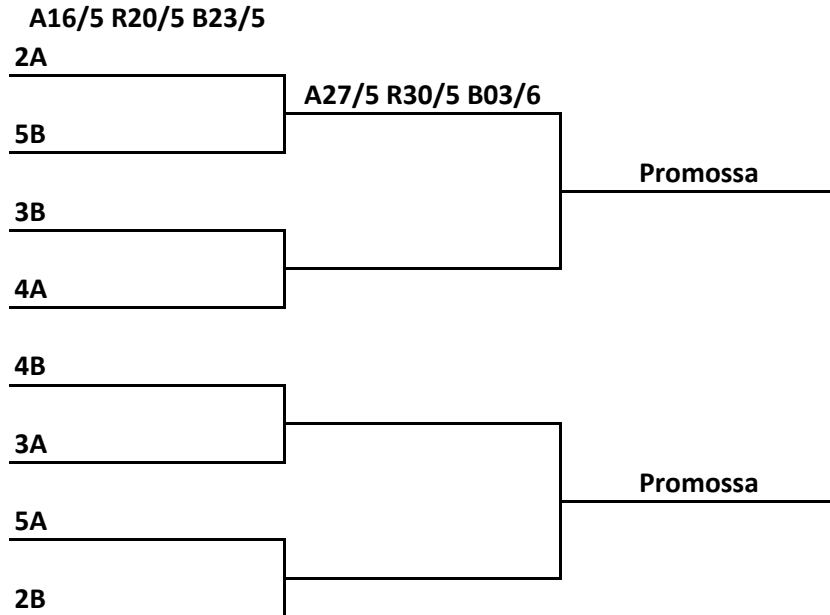 A16/5 R20/5 B23/5
2A
A27/5 R30/5 B03/6
5B
Promossa
3B
4A
4B
3A
Promossa
5A
2B